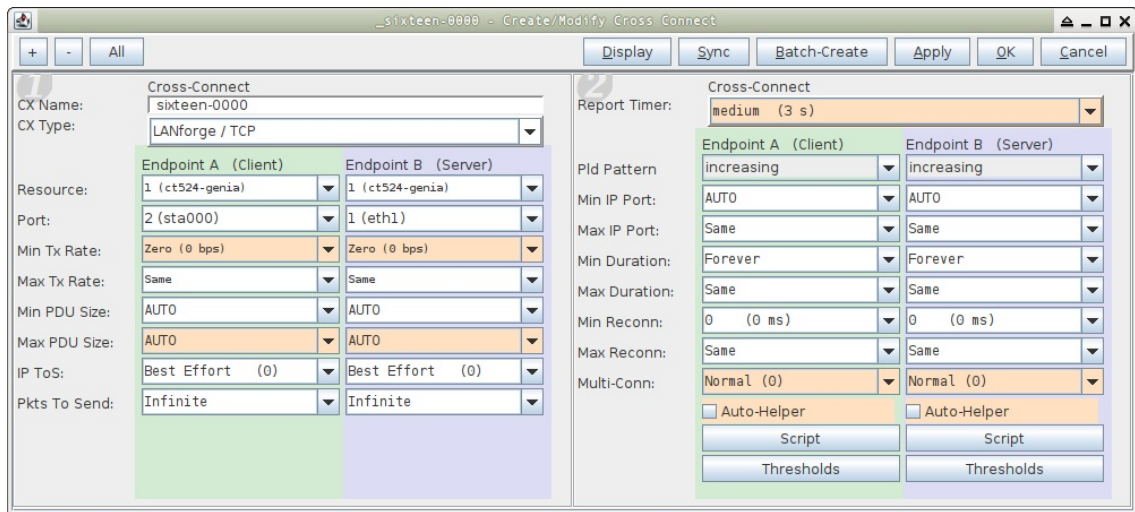 _sixteen-0000 - Create/Modify Cross Connect
+ - All Display Sync Batch-Create Apply OK Cancel
1
Cross-Connect
CX Name: sixteen-0000
CX Type: LANforge / TCP
Endpoint A (Client) Endpoint B (Server)
Resource: 1 (ct524-genia) 1 (ct524-genia)
Port: 2 (sta000) 1 (eth1)
Min Tx Rate: Zero (0 bps) Zero (0 bps)
Max Tx Rate: Same Same
Min PDU Size: AUTO AUTO
Max PDU Size: AUTO AUTO
IP ToS: Best Effort (0) Best Effort (0)
Pkts To Send: Infinite Infinite
2
Cross-Connect
Report Timer: medium (3 s)
Endpoint A (Client) Endpoint B (Server)
Pld Pattern increasing increasing
Min IP Port: AUTO AUTO
Max IP Port: Same Same
Min Duration: Forever Forever
Max Duration: Same Same
Min Reconn: 0 (0 ms) 0 (0 ms)
Max Reconn: Same Same
Multi-Conn: Normal (0) Normal (0)
Auto-Helper Auto-Helper
Script Script
Thresholds Thresholds